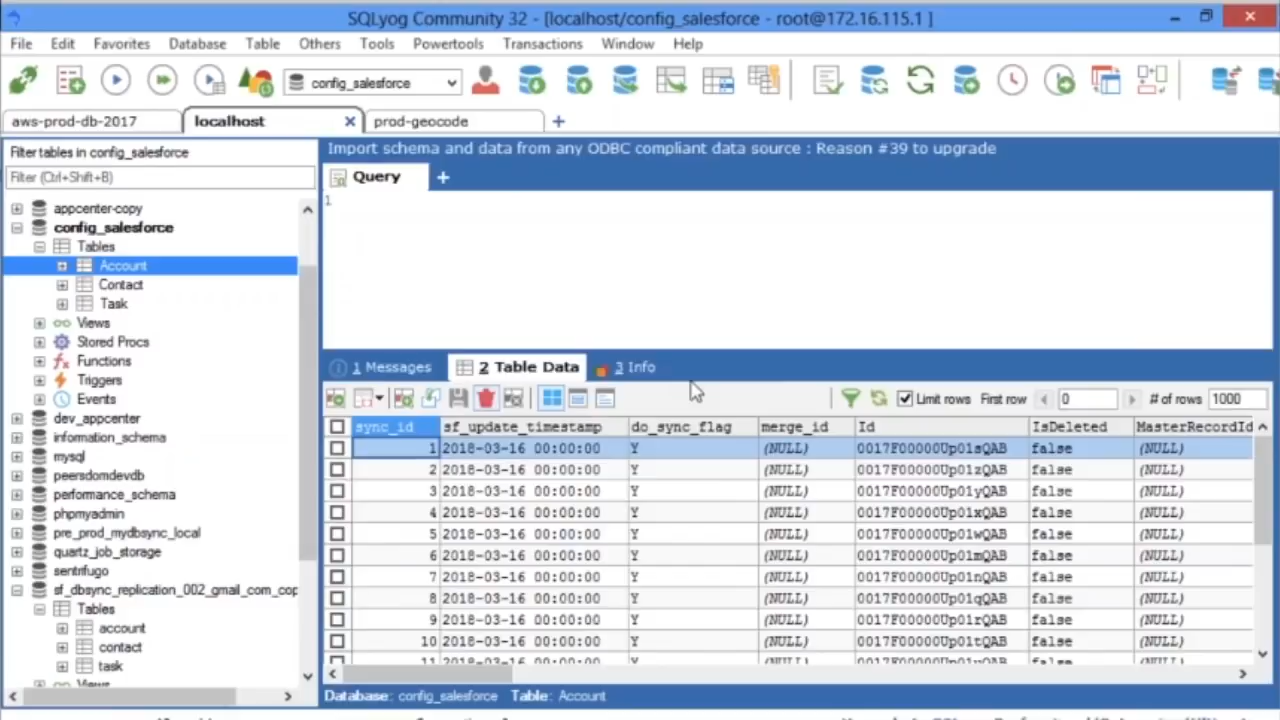 SQLyog Community 32 - [localhost/config_salesforce - root@172.16.115.1 ]
File Edit Favorites Database Table Others Tools Powertools Transactions Window Help
config_salesforce
aws-prod-db-2017 localhost prod-geocode
Filter tables in config_salesforce
Filter (Ctrl+Shift+B)
appcenter-copy
config_salesforce
Tables
Account
Contact
Task
Views
Stored Procs
Functions
Triggers
Events
dev_appcenter
information_schema
mysql
peersdomdevdb
performance_schema
phpmyadmin
pre_prod_mydbsync_local
quartz_job_storage
sentrifugo
sf_dbsync_replication_002_gmail_com_cop
Tables
account
contact
task
Views
Import schema and data from any ODBC compliant data source : Reason #39 to upgrade
Query
1
1 Messages 2 Table Data 3 Info
Limit rows First row 0 # of rows 1000
sync_id sf_update_timestamp do_sync_flag merge_id Id IsDeleted MasterRecordId
1 2018-03-16 00:00:00 Y (NULL) 0017F00000Up01sQAB false (NULL)
2 2018-03-16 00:00:00 Y (NULL) 0017F00000Up01zQAB false (NULL)
3 2018-03-16 00:00:00 Y (NULL) 0017F00000Up01yQAB false (NULL)
4 2018-03-16 00:00:00 Y (NULL) 0017F00000Up01xQAB false (NULL)
5 2018-03-16 00:00:00 Y (NULL) 0017F00000Up01wQAB false (NULL)
6 2018-03-16 00:00:00 Y (NULL) 0017F00000Up01mQAB false (NULL)
7 2018-03-16 00:00:00 Y (NULL) 0017F00000Up01nQAB false (NULL)
8 2018-03-16 00:00:00 Y (NULL) 0017F00000Up01qQAB false (NULL)
9 2018-03-16 00:00:00 Y (NULL) 0017F00000Up01rQAB false (NULL)
10 2018-03-16 00:00:00 Y (NULL) 0017F00000Up01tQAB false (NULL)
11 2018-03-16 00:00:00 Y (NULL) false (NULL)
Database: config_salesforce Table: Account